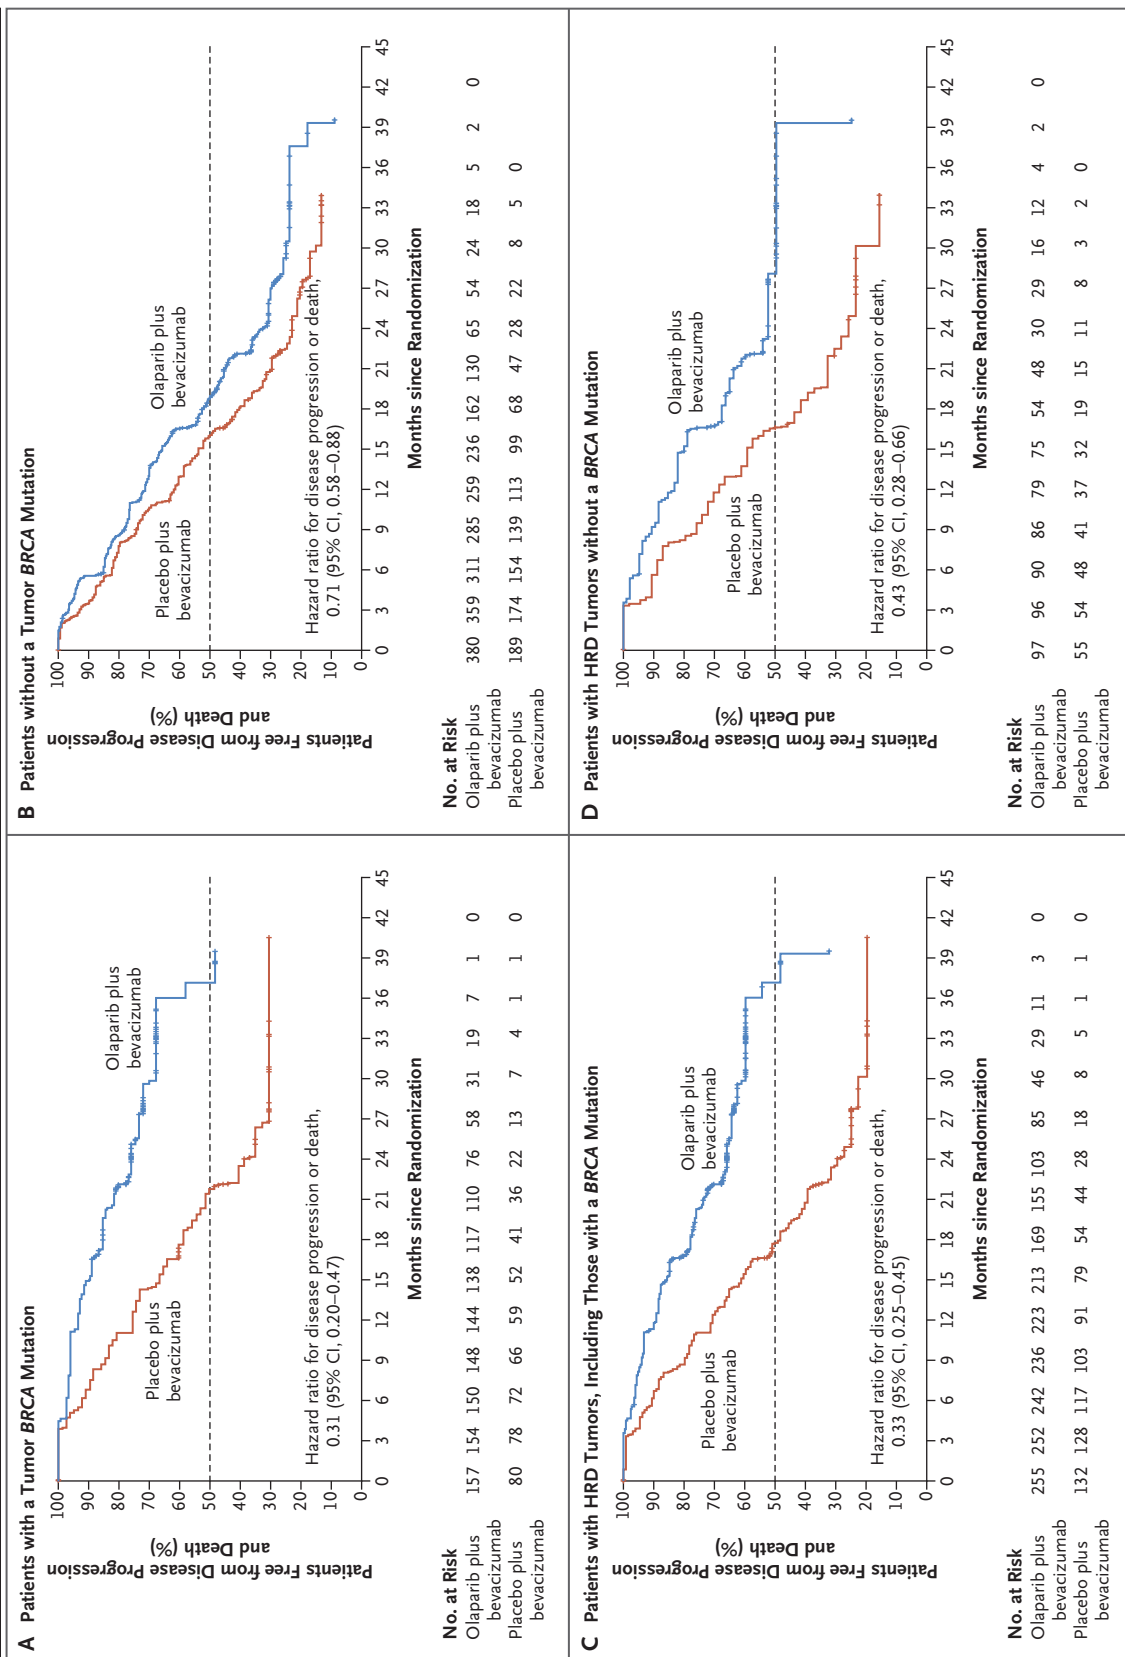 A Patients with a Tumor BRCA Mutation
Patients Free from Disease Progression
and Death (%)
100
90
80
70
60
50
40
30
20
10
0
Olaparib plus
bevacizumab
Placebo plus
bevacizumab
Hazard ratio for disease progression or death,
0.31 (95% CI, 0.20–0.47)
0 3 6 9 12 15 18 21 24 27 30 33 36 39 42 45
Months since Randomization
No. at Risk
Olaparib plus
bevacizumab 157 154 150 148 144 138 117 110 76 58 31 19 7 1 0
Placebo plus
bevacizumab 80 78 72 66 59 52 41 36 22 13 7 4 1 1 0
B Patients without a Tumor BRCA Mutation
Patients Free from Disease Progression
and Death (%)
100
90
80
70
60
50
40
30
20
10
0
Olaparib plus
bevacizumab
Placebo plus
bevacizumab
Hazard ratio for disease progression or death,
0.71 (95% CI, 0.58–0.88)
0 3 6 9 12 15 18 21 24 27 30 33 36 39 42 45
Months since Randomization
No. at Risk
Olaparib plus
bevacizumab 380 359 311 285 259 236 162 130 65 54 24 18 5 2 0
Placebo plus
bevacizumab 189 174 154 139 113 99 68 47 28 22 8 5 0
C Patients with HRD Tumors, Including Those with a BRCA Mutation
Patients Free from Disease Progression
and Death (%)
100
90
80
70
60
50
40
30
20
10
0
Olaparib plus
bevacizumab
Placebo plus
bevacizumab
Hazard ratio for disease progression or death,
0.33 (95% CI, 0.25–0.45)
0 3 6 9 12 15 18 21 24 27 30 33 36 39 42 45
Months since Randomization
No. at Risk
Olaparib plus
bevacizumab 255 252 242 236 223 213 169 155 103 85 46 29 11 3 0
Placebo plus
bevacizumab 132 128 117 103 91 79 54 44 28 18 8 5 1 1 0
D Patients with HRD Tumors without a BRCA Mutation
Patients Free from Disease Progression
and Death (%)
100
90
80
70
60
50
40
30
20
10
0
Olaparib plus
bevacizumab
Placebo plus
bevacizumab
Hazard ratio for disease progression or death,
0.43 (95% CI, 0.28–0.66)
0 3 6 9 12 15 18 21 24 27 30 33 36 39 42 45
Months since Randomization
No. at Risk
Olaparib plus
bevacizumab 97 96 90 86 79 75 54 48 30 29 16 12 4 2 0
Placebo plus
bevacizumab 55 54 48 41 37 32 19 15 11 8 3 2 0